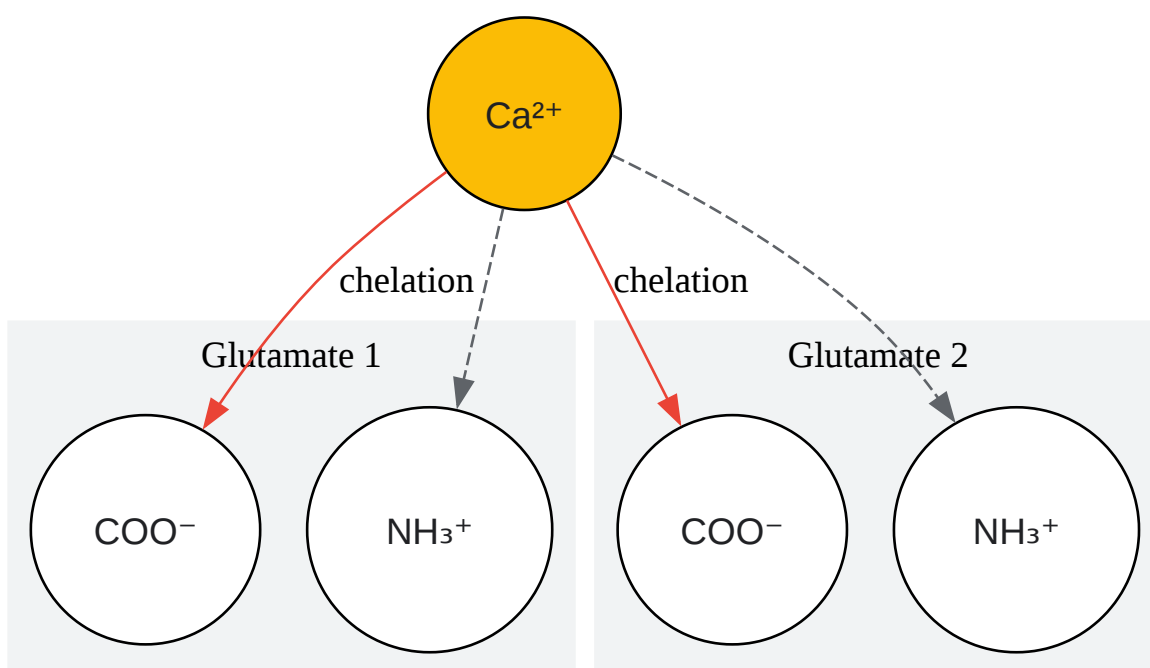 Ca²⁺
chelation
chelation
Glutamate 1
Glutamate 2
COO⁻
NH₃⁺
COO⁻
NH₃⁺